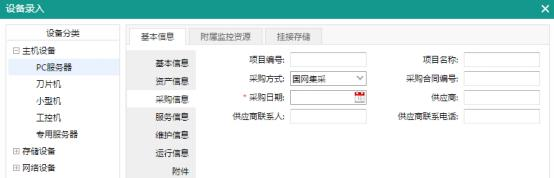 设备录入
设备分类
主机设备
PC服务器
刀片机
小型机
工控机
专用服务器
存储设备
网络设备
基本信息 附属监控资源 挂接存储
基本信息
资产信息
采购信息
服务信息
维护信息
运行信息
附件
项目编号: 项目名称:
采购方式: 国网集采 采购合同编号:
* 采购日期: 供应商:
供应商联系人: 供应商联系电话: